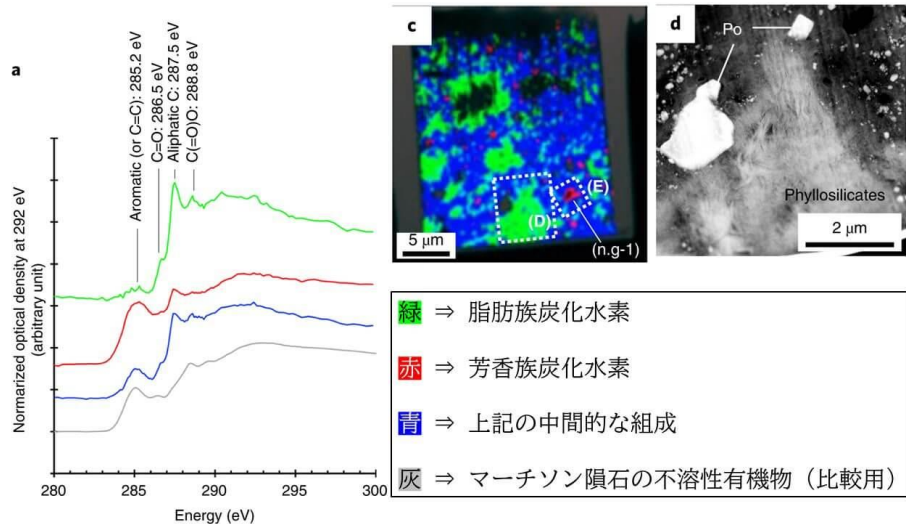 a
Aromatic (or C=C): 285.2 eV
C=O: 286.5 eV
Aliphatic C: 287.5 eV
C(=O)O: 288.8 eV
Normarized optical density at 292 eV
(arbitrary unit)
280 285 290 295 300
Energy (eV)
c
(E)
(D)
(n.g-1)
5 μm
d
Po
Phyllosilicates
2 μm
緑 ⇒ 脂肪族炭化水素
赤 ⇒ 芳香族炭化水素
青 ⇒ 上記の中間的な組成
灰 ⇒ マーチソン隕石の不溶性有機物（比較用）